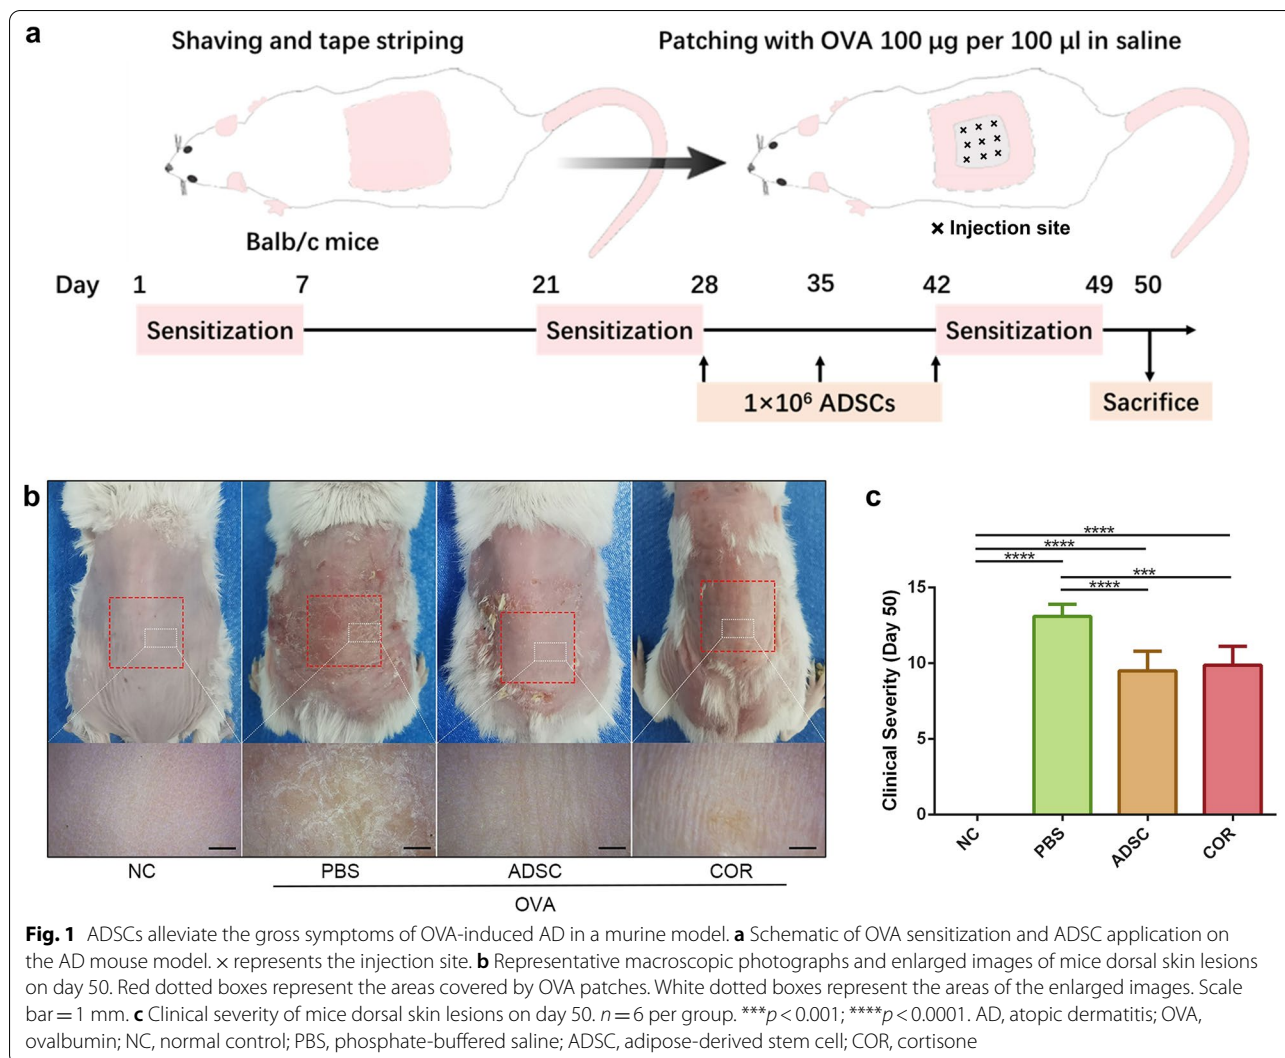 a
Shaving and tape striping
Patching with OVA 100 μg per 100 μl in saline
Balb/c mice
× Injection site
Day 1 7 21 28 35 42 49 50
Sensitization Sensitization Sensitization
1×10⁶ ADSCs
Sacrifice
b
NC PBS ADSC COR
OVA
c
****
****
****
***
****
Clinical Severity (Day 50)
15
10
5
0
NC PBS ADSC COR
Fig. 1 ADSCs alleviate the gross symptoms of OVA-induced AD in a murine model. a Schematic of OVA sensitization and ADSC application on
the AD mouse model. × represents the injection site. b Representative macroscopic photographs and enlarged images of mice dorsal skin lesions
on day 50. Red dotted boxes represent the areas covered by OVA patches. White dotted boxes represent the areas of the enlarged images. Scale
bar = 1 mm. c Clinical severity of mice dorsal skin lesions on day 50. n = 6 per group. ***p < 0.001; ****p < 0.0001. AD, atopic dermatitis; OVA,
ovalbumin; NC, normal control; PBS, phosphate-buffered saline; ADSC, adipose-derived stem cell; COR, cortisone